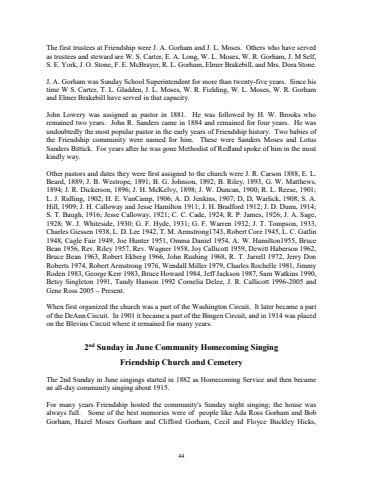 The first trustees at Friendship were J. A. Gorham and J. L. Moses.  Others who have served
as trustees and steward are W. S. Carter, E. A. Long, W. L. Moses, W. R. Gorham, J. M Self,
S. E. York, J. O. Stone, F. E. McBrayer, R. L. Gorham, Elmer Brakebill, and Mrs. Dora Stone.
J. A. Gorham was Sunday School Superintendent for more than twenty-five years.  Since his
time W S. Carter, T. L. Gladden, J. L. Moses, W. R. Fielding, W. L. Moses, W. R. Gorham
and Elmer Brakebill have served in that capacity.
John Lowery was assigned as pastor in 1881.  He was followed by H. W. Brooks who
remained two years.  John R. Sanders came in 1884 and remained for four years.  He was
undoubtedly the most popular pastor in the early years of Friendship history.  Two babies of
the Friendship community were named for him.  These were Sanders Moses and Lotus
Sanders Bittick.  For years after he was gone Methodist of Redland spoke of him in the most
kindly way.
Other pastors and dates they were first assigned to the church were J. R. Carson 1888, E. L.
Beard, 1889; J. B. Westrope, 1891; B. G. Johnson, 1892; B. Riley, 1893, G. W. Matthews,
1894; J. R. Dickerson, 1896; J. H. McKelvy, 1898; J. W. Duncan, 1900; R. L. Reese, 1901;
L. J. Ridling, 1902; H. E. VanCamp, 1906; A. D. Jenkins, 1907; D, D, Warlick, 1908; S. A.
Hill, 1909; J. H. Calloway and Jesse Hamilton 1911; J. H. Bradford 1912; J. D. Dunn, 1914;
S. T. Baugh, 1916; Jesse Calloway, 1921; C. C. Cade, 1924; R. P. James, 1926; J. A. Sage,
1928; W. J. Whiteside, 1930; G. F. Hyde, 1931; G. F. Warren 1932; J. T. Tompson, 1933,
Charles Giessen 1938, L. D. Lee 1942, T. M. Armstrong1743, Robert Core 1945, L. C. Gatlin
1948, Cagle Fair 1949, Joe Hunter 1951, Omma Daniel 1954, A. W. Hamilton1955, Bruce
Bean 1956, Rev. Riley 1957, Rev. Wagner 1958, Joy Callicott 1959, Dewitt Halverson 1962,
Bruce Bean 1963, Robert Ekberg 1966, John Rushing 1968, R. T. Jarrell 1972, Jerry Don
Roberts 1974, Robert Armstrong 1976, Wendall Miller 1979, Charles Rochelle 1981, Jimmy
Roden 1983, George Kerr 1983, Bruce Howard 1984, Jeff Jackson 1987, Sam Watkins 1990,
Betsy Singleton 1991, Tandy Hanson 1992 Cornelia Delee, J. R. Callicott 1996-2005 and
Gene Ross 2005 – Present.
When first organized the church was a part of the Washington Circuit.  It later became a part
of the DeAnn Circuit.  In 1901 it became a part of the Bingen Circuit, and in 1914 was placed
on the Blevins Circuit where it remained for many years.
2nd Sunday in June Community Homecoming Singing
Friendship Church and Cemetery
The 2nd Sunday in June singings started in 1882 as Homecoming Service and then became
an all-day community singing about 1915.
For many years Friendship hosted the community's Sunday night singing; the house was
always full.  Some of the best memories were of  people like Ada Ross Gorham and Bob
Gorham, Hazel Moses Gorham and Clifford Gorham, Cecil and Floyce Buckley Hicks,
44